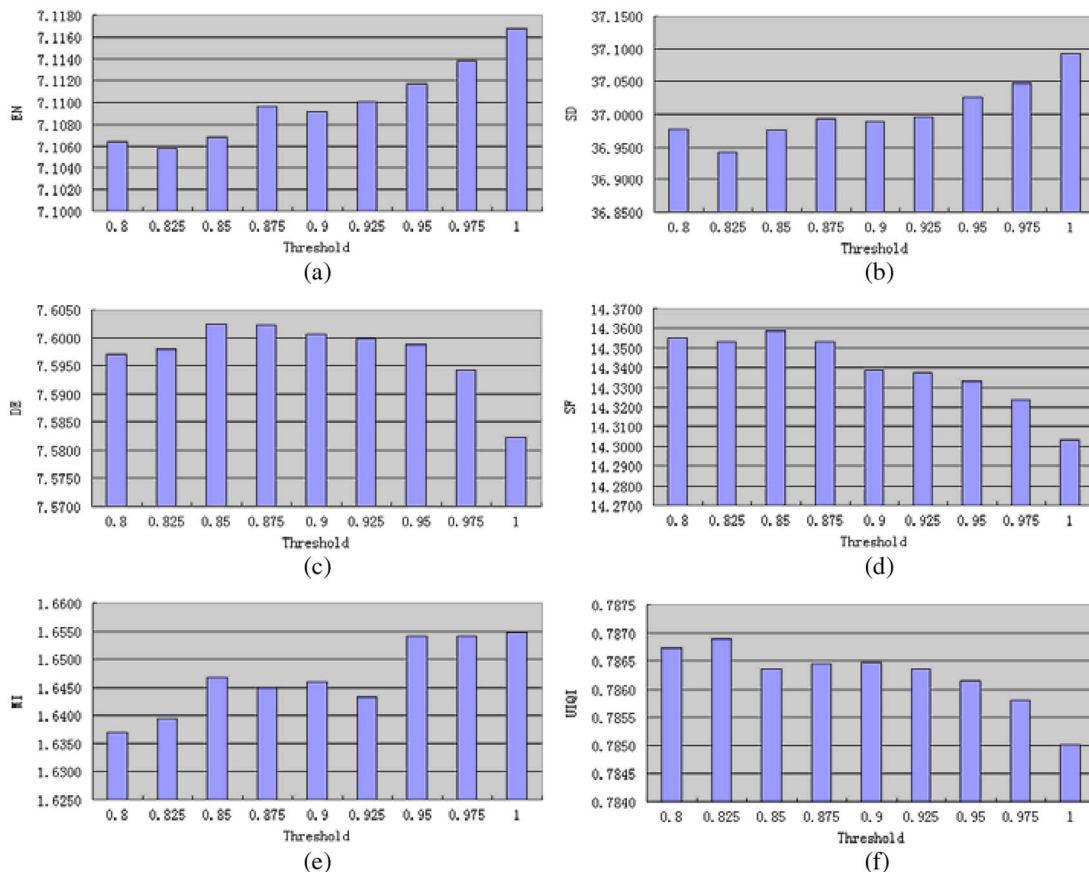 7.1180
7.1160
7.1140
7.1120
7.1100
7.1080
7.1060
7.1040
7.1020
7.1000
EN
0.8 0.825 0.85 0.875 0.9 0.925 0.95 0.975 1
Threshold
(a)
37.1500
37.1000
37.0500
37.0000
36.9500
36.9000
36.8500
SD
0.8 0.825 0.85 0.875 0.9 0.925 0.95 0.975 1
Threshold
(b)
7.6050
7.6000
7.5950
7.5900
7.5850
7.5800
7.5750
7.5700
DE
0.8 0.825 0.85 0.875 0.9 0.925 0.95 0.975 1
Threshold
(c)
14.3700
14.3600
14.3500
14.3400
14.3300
14.3200
14.3100
14.3000
14.2900
14.2800
14.2700
SF
0.8 0.825 0.85 0.875 0.9 0.925 0.95 0.975 1
Threshold
(d)
1.6600
1.6550
1.6500
1.6450
1.6400
1.6350
1.6300
1.6250
MI
0.8 0.825 0.85 0.875 0.9 0.925 0.95 0.975 1
Threshold
(e)
0.7875
0.7870
0.7865
0.7860
0.7855
0.7850
0.7845
0.7840
UIQI
0.8 0.825 0.85 0.875 0.9 0.925 0.95 0.975 1
Threshold
(f)